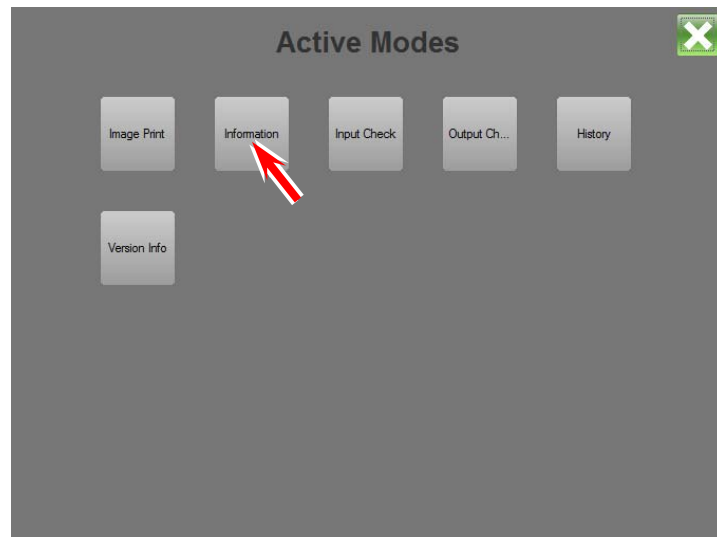 Active Modes
Image Print
Information
Input Check
Output Ch...
History
Version Info